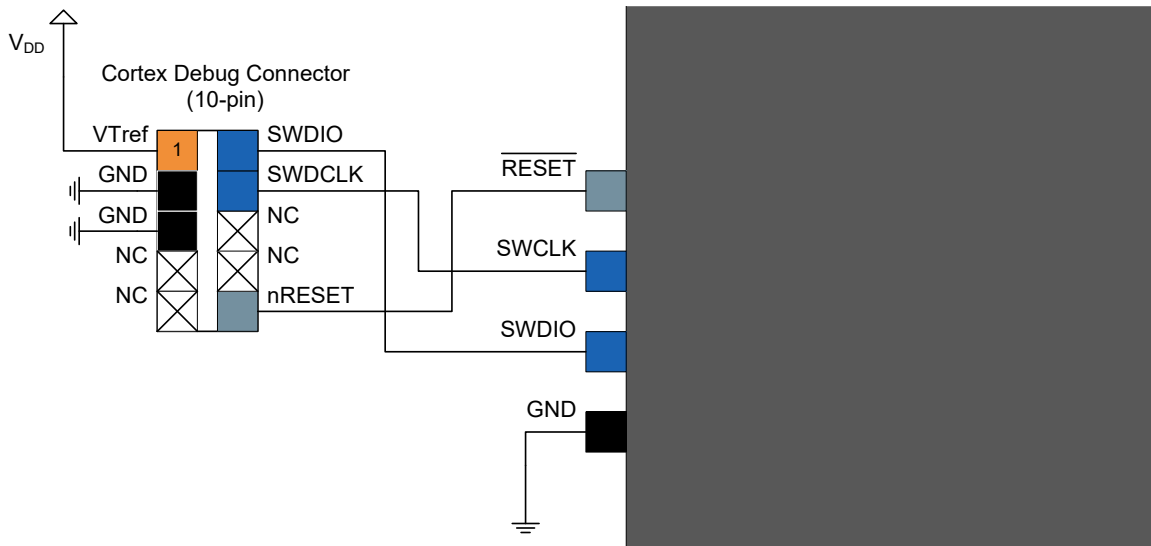 V_DD
Cortex Debug Connector
(10-pin)
VTref
1
SWDIO
GND
SWDCLK
GND
NC
NC
NC
NC
nRESET
RESET
SWCLK
SWDIO
GND